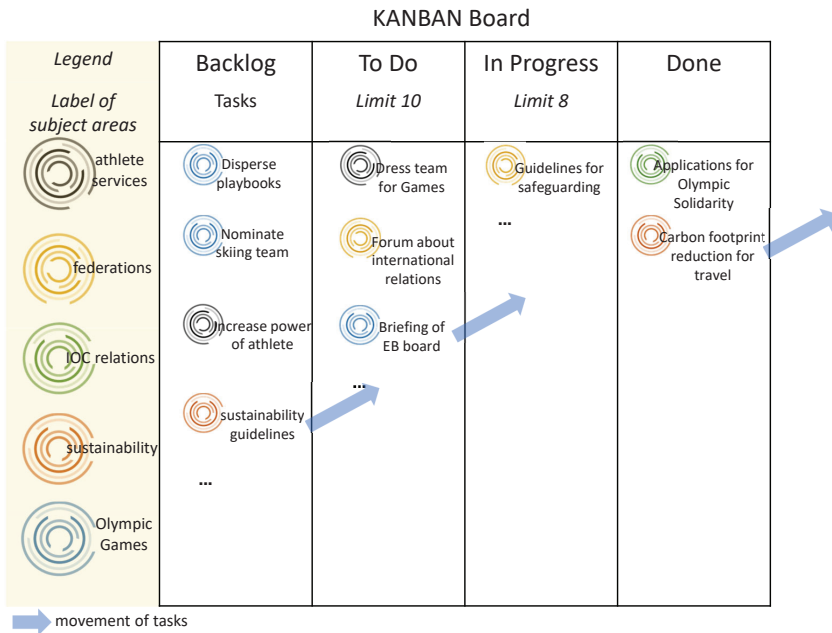 KANBAN Board
Legend
Label of
subject areas
athlete
services
federations
IOC relations
sustainability
Olympic
Games
Backlog
Tasks
Disperse
playbooks
Nominate
skiing team
Increase power
of athlete
sustainability
guidelines
...
To Do
Limit 10
Dress team
for Games
Forum about
international
relations
Briefing of
EB board
...
In Progress
Limit 8
Guidelines for
safeguarding
...
Done
Applications for
Olympic
Solidarity
Carbon footprint
reduction for
travel
movement of tasks